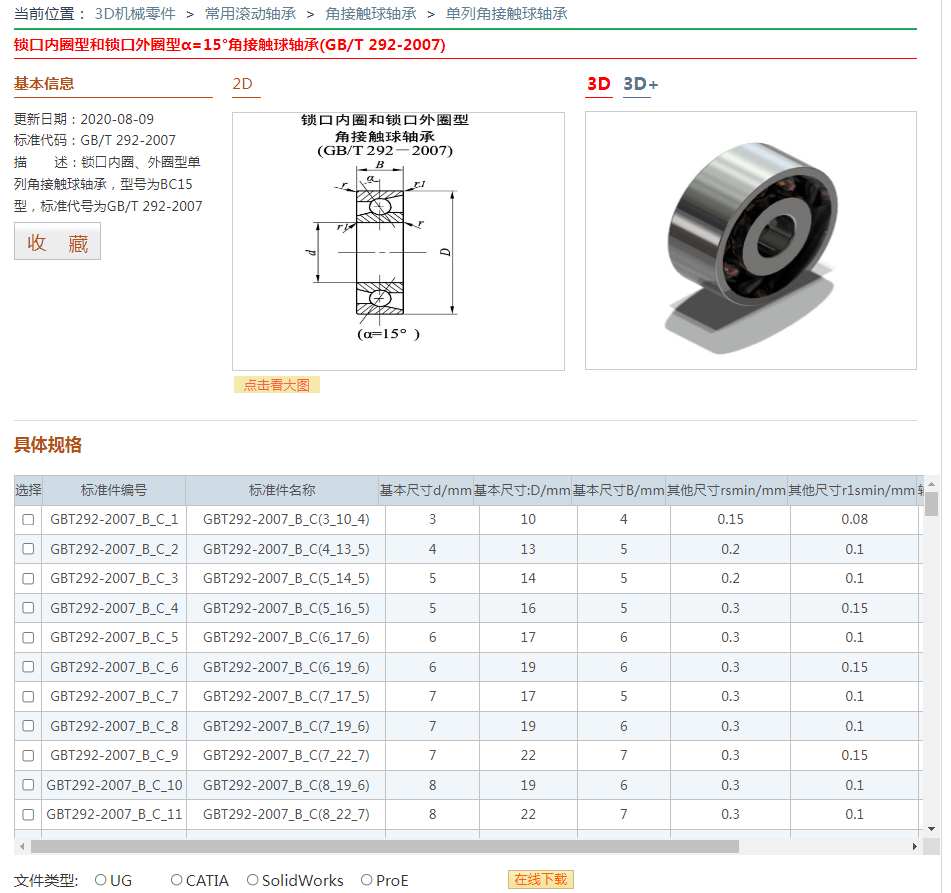 当前位置： 3D机械零件 > 常用滚动轴承 > 角接触球轴承 > 单列角接触球轴承
锁口内圈型和锁口外圈型α=15°角接触球轴承(GB/T 292-2007)
基本信息
更新日期：2020-08-09
标准代码：GB/T 292-2007
描 述：锁口内圈、外圈型单
列角接触球轴承，型号为BC15
型，标准代号为GB/T 292-2007
收 藏
2D
锁口内圈和锁口外圈型
角接触球轴承
(GB/T 292－2007)
B
α
r r1
r1 r
d D
(α=15° )
点击看大图
3D 3D+
具体规格
选择 标准件编号 标准件名称 基本尺寸d/mm 基本尺寸:D/mm 基本尺寸B/mm 其他尺寸rsmin/mm 其他尺寸r1smin/mm
GBT292-2007_B_C_1 GBT292-2007_B_C(3_10_4) 3 10 4 0.15 0.08
GBT292-2007_B_C_2 GBT292-2007_B_C(4_13_5) 4 13 5 0.2 0.1
GBT292-2007_B_C_3 GBT292-2007_B_C(5_14_5) 5 14 5 0.2 0.1
GBT292-2007_B_C_4 GBT292-2007_B_C(5_16_5) 5 16 5 0.3 0.15
GBT292-2007_B_C_5 GBT292-2007_B_C(6_17_6) 6 17 6 0.3 0.1
GBT292-2007_B_C_6 GBT292-2007_B_C(6_19_6) 6 19 6 0.3 0.15
GBT292-2007_B_C_7 GBT292-2007_B_C(7_17_5) 7 17 5 0.3 0.1
GBT292-2007_B_C_8 GBT292-2007_B_C(7_19_6) 7 19 6 0.3 0.1
GBT292-2007_B_C_9 GBT292-2007_B_C(7_22_7) 7 22 7 0.3 0.15
GBT292-2007_B_C_10 GBT292-2007_B_C(8_19_6) 8 19 6 0.3 0.1
GBT292-2007_B_C_11 GBT292-2007_B_C(8_22_7) 8 22 7 0.3 0.1
文件类型: UG CATIA SolidWorks ProE 在线下载